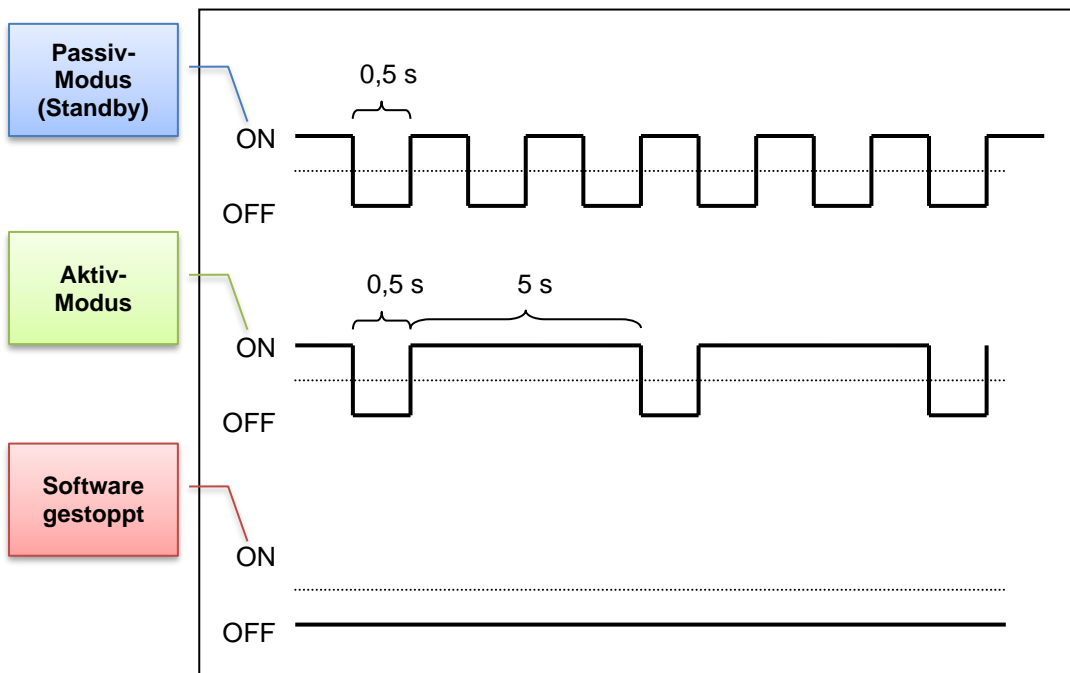 Passiv-
Modus
(Standby)
0,5 s
ON
OFF
Aktiv-
Modus
0,5 s
5 s
ON
OFF
Software
gestoppt
ON
OFF